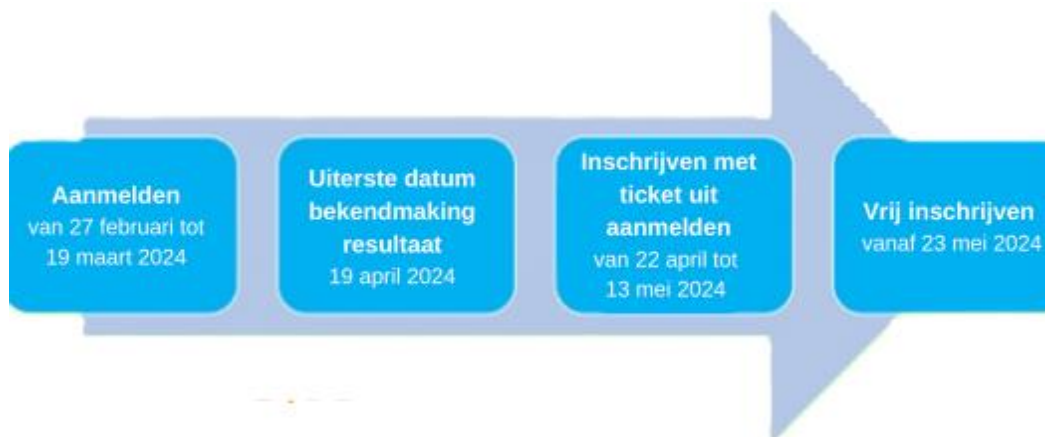 Aanmelden
van 27 februari tot
19 maart 2024
Uiterste datum
bekendmaking
resultaat
19 april 2024
Inschrijven met
ticket uit
aanmelden
van 22 april tot
13 mei 2024
Vrij inschrijven
vanaf 23 mei 2024